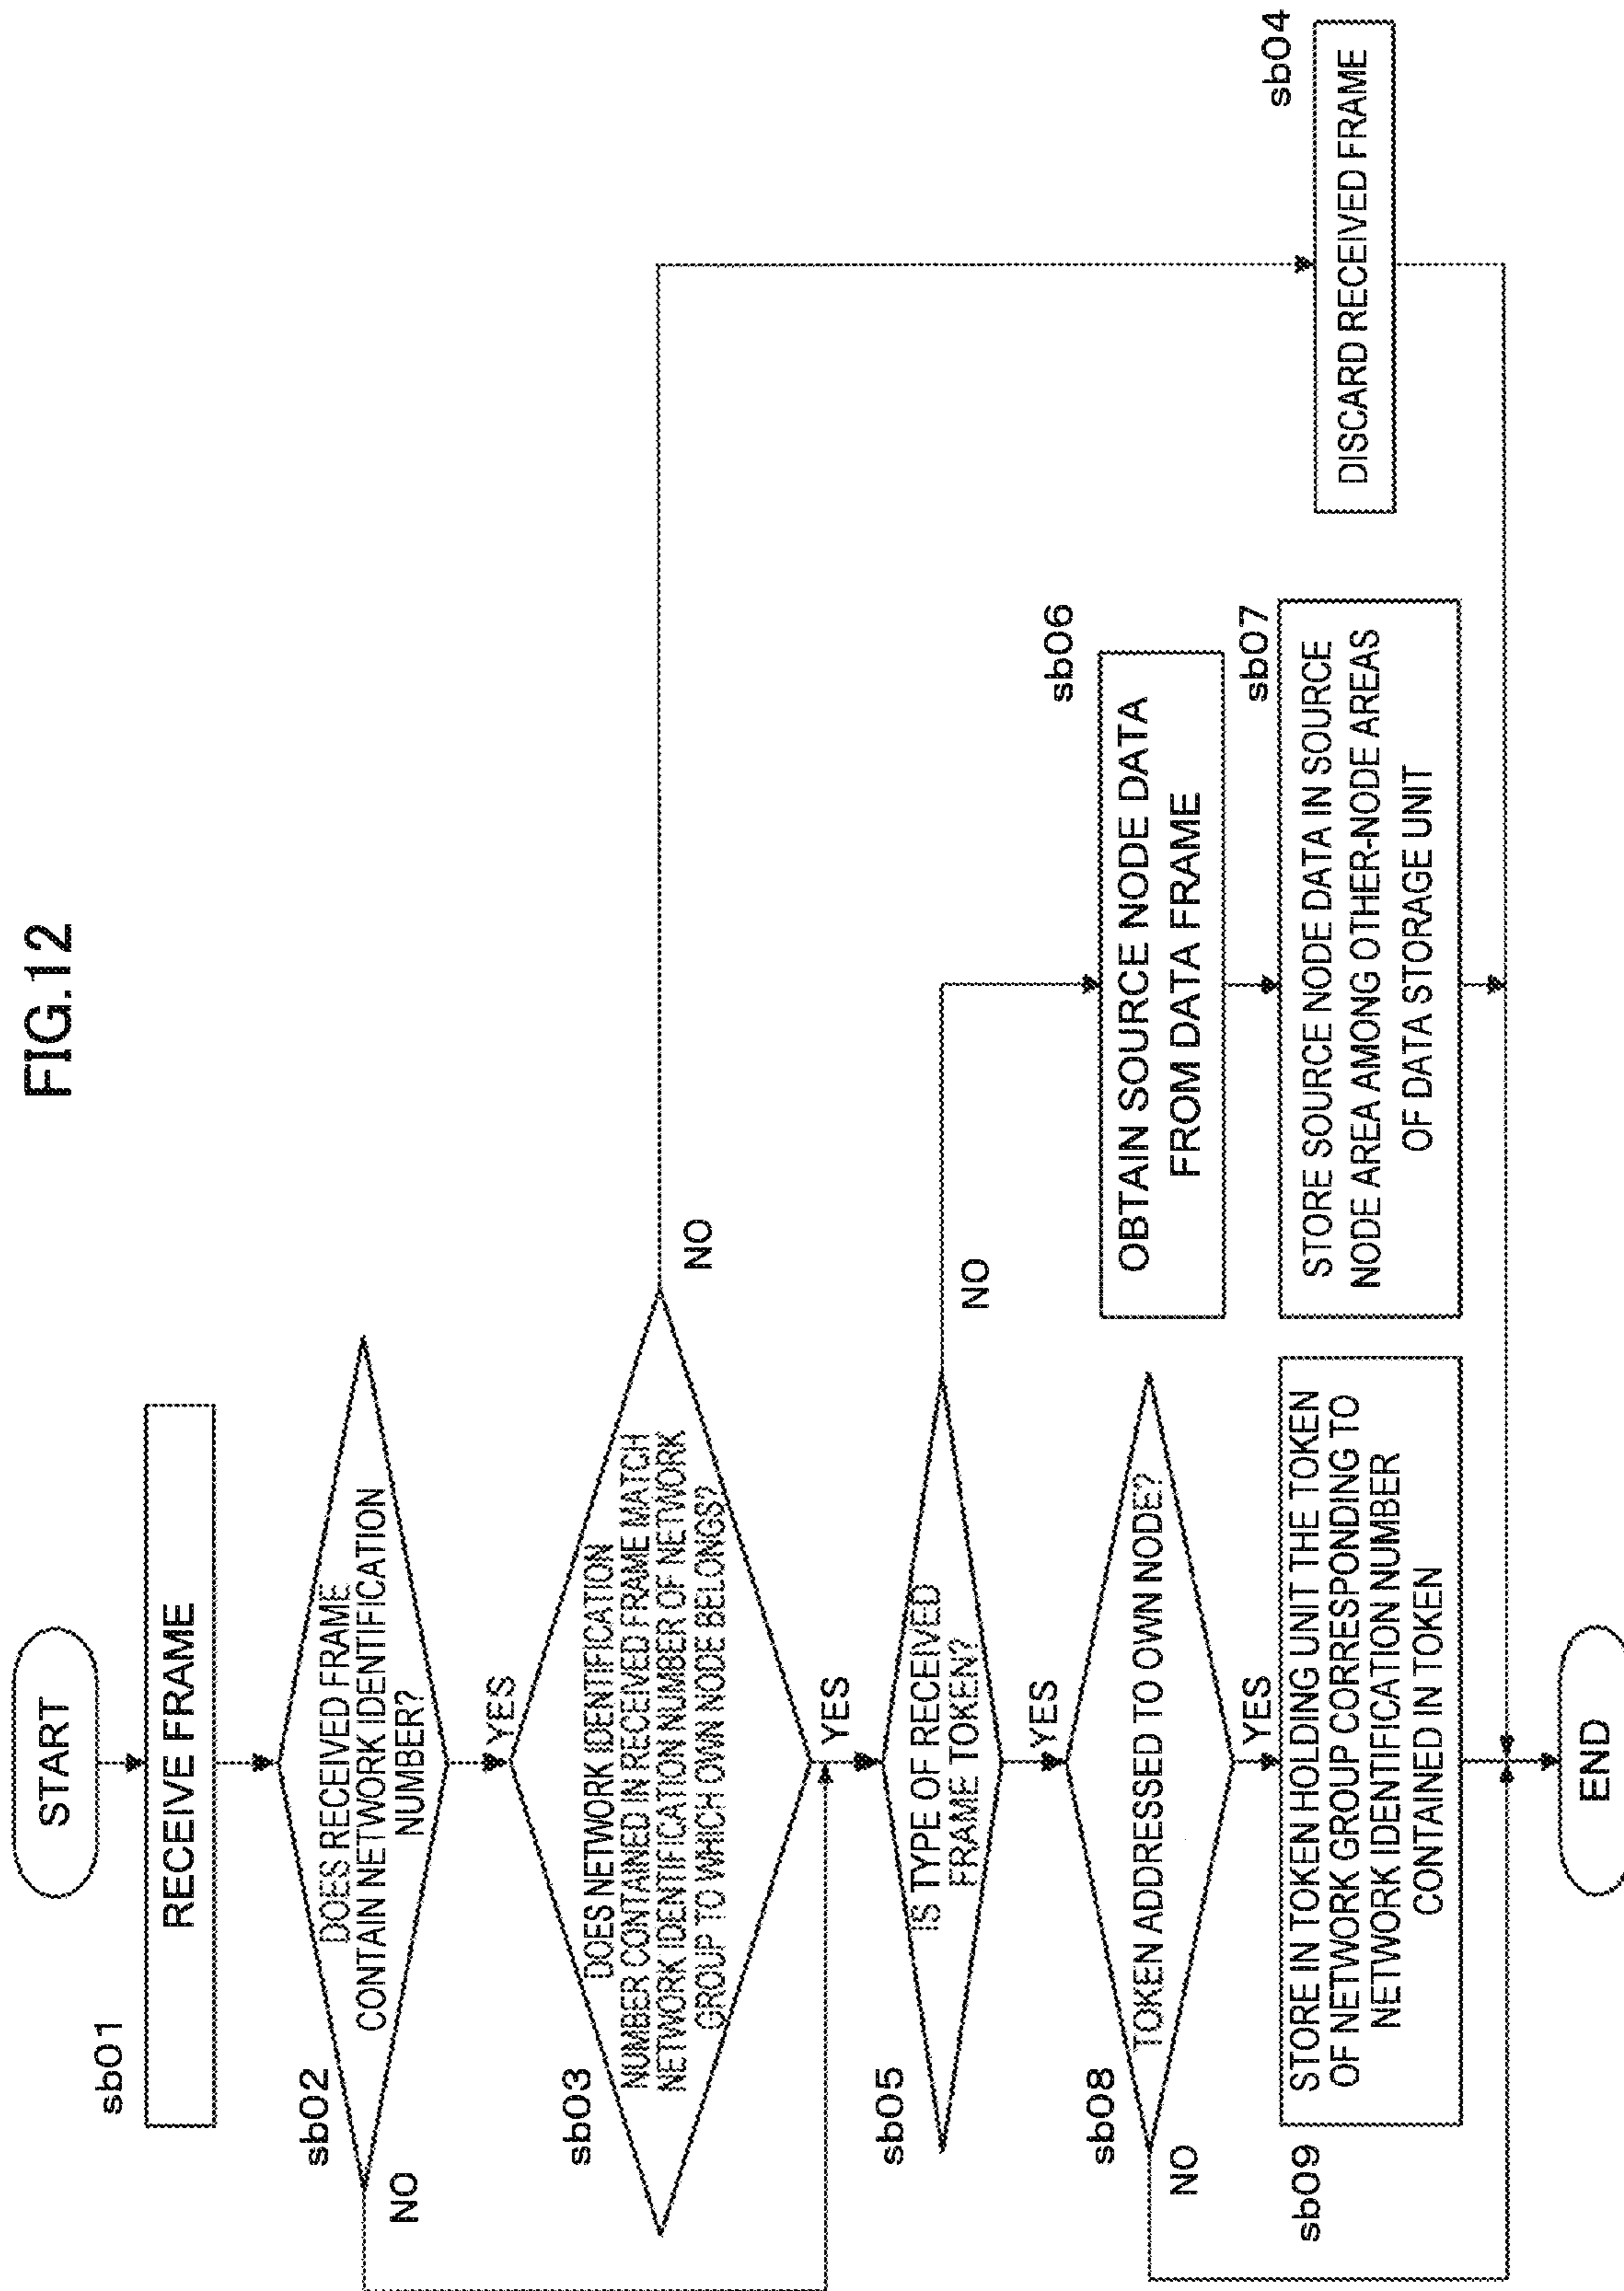 FIG.12
START
sb01
RECEIVE FRAME
sb02
DOES RECEIVED FRAME
CONTAIN NETWORK IDENTIFICATION
NUMBER?
NO
YES
sb03
DOES NETWORK IDENTIFICATION
NUMBER CONTAINED IN RECEIVED FRAME MATCH
NETWORK IDENTIFICATION NUMBER OF NETWORK
GROUP TO WHICH OWN NODE BELONGS?
NO
YES
sb05
IS TYPE OF RECEIVED
FRAME TOKEN?
NO
YES
sb08
TOKEN ADDRESSED TO OWN NODE?
NO
YES
sb09
STORE IN TOKEN HOLDING UNIT THE TOKEN
OF NETWORK GROUP CORRESPONDING TO
NETWORK IDENTIFICATION NUMBER
CONTAINED IN TOKEN
sb06
OBTAIN SOURCE NODE DATA
FROM DATA FRAME
sb07
STORE SOURCE NODE DATA IN SOURCE
NODE AREA AMONG OTHER-NODE AREAS
OF DATA STORAGE UNIT
sb04
DISCARD RECEIVED FRAME
END